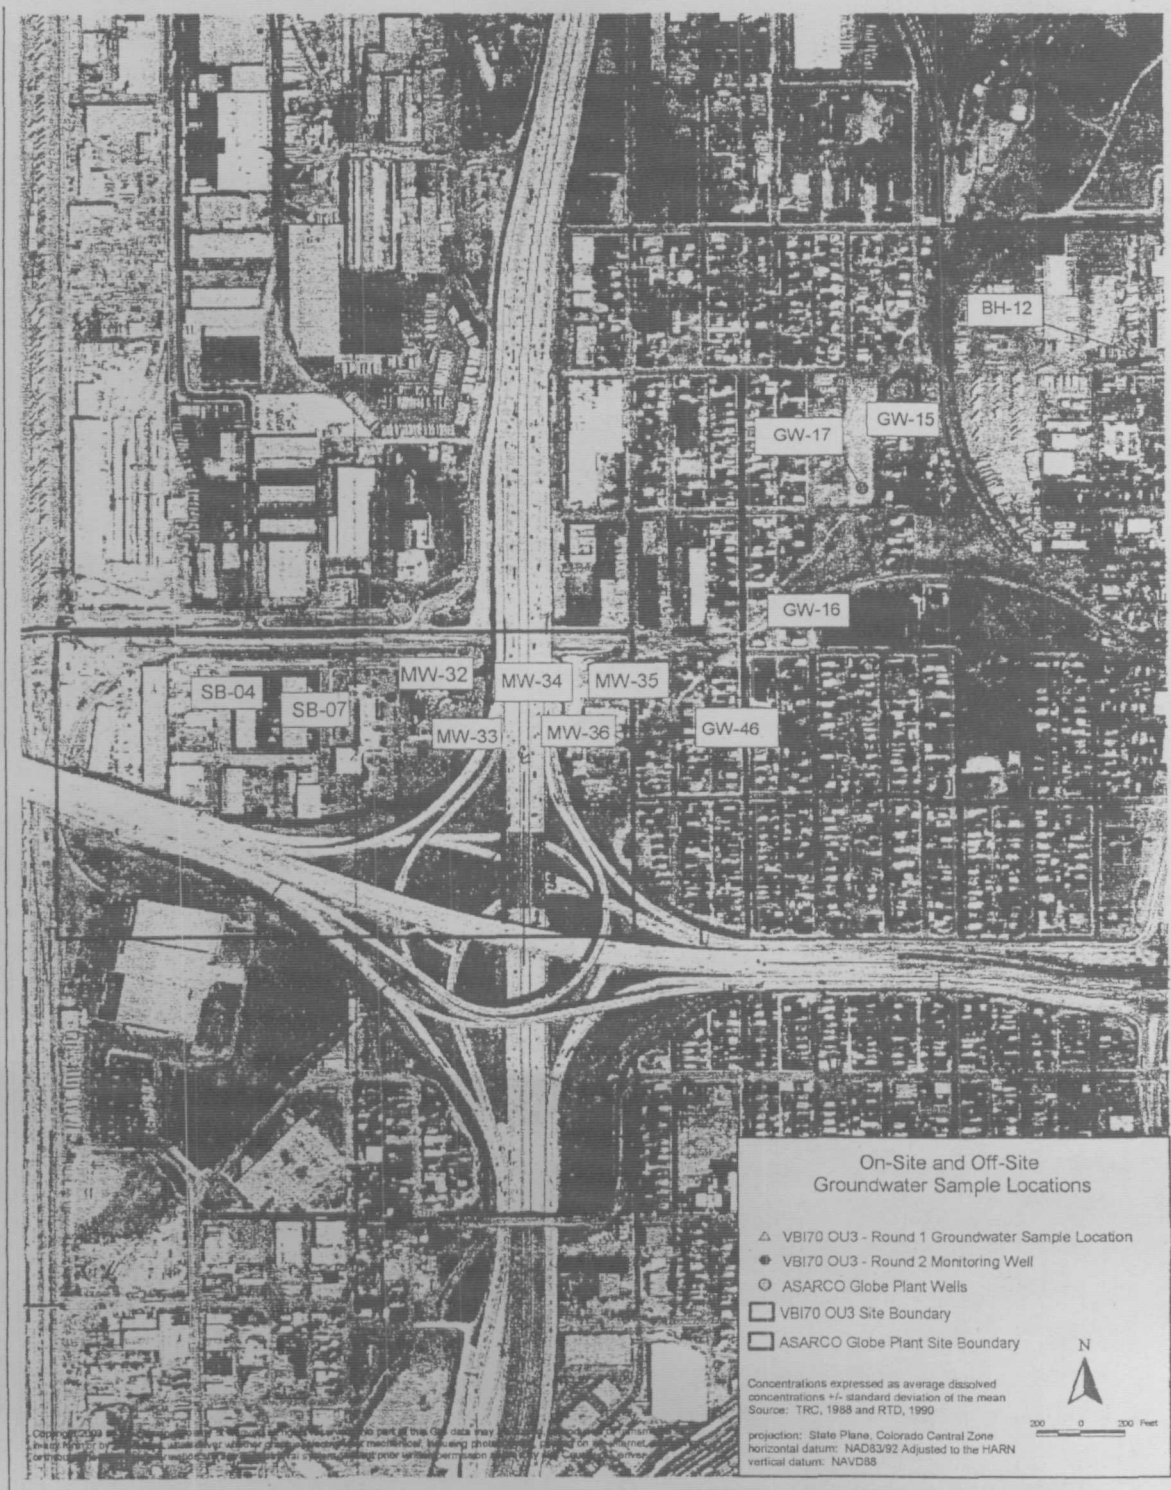 BH-12
GW-15
GW-17
GW-16
MW-32
MW-34
MW-35
SB-04
SB-07
MW-33
MW-36
GW-46
On-Site and Off-Site
Groundwater Sample Locations
VBI70 OU3 - Round 1 Groundwater Sample Location
VBI70 OU3 - Round 2 Monitoring Well
ASARCO Globe Plant Wells
VBI70 OU3 Site Boundary
ASARCO Globe Plant Site Boundary
N
Concentrations expressed as average dissolved
concentrations +/- standard deviation of the mean
Source: TRC, 1988 and RTD, 1990
200 0 200 Feet
projection: State Plane, Colorado Central Zone
horizontal datum: NAD83/92 Adjusted to the HARN
vertical datum: NAVD88